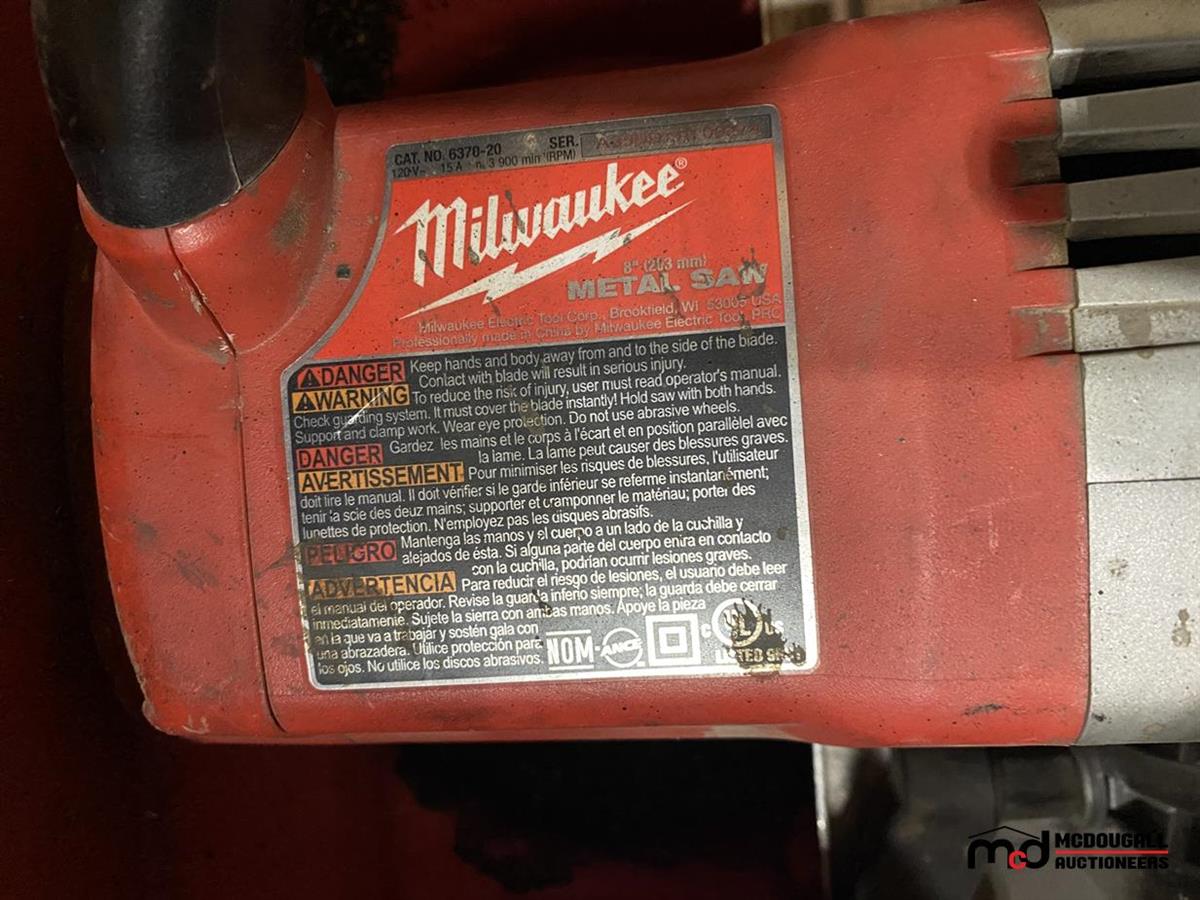 CAT. NO. 6370-20 SER.
120V~ 15 A 3 900 min (RPM)
Milwaukee®
8" (203 mm)
METAL SAW
Milwaukee Electric Tool Corp., Brookfield, WI 53005 USA
Professionally made in China by Milwaukee Electric Tool, PRC
DANGER Keep hands and body away from and to the side of the blade.
Contact with blade will result in serious injury.
WARNING To reduce the risk of injury, user must read operator's manual.
Check guarding system. It must cover the blade instantly! Hold saw with both hands.
Support and clamp work. Wear eye protection. Do not use abrasive wheels.
DANGER Gardez les mains et le corps à l'écart et en position parallèlel avec
la lame. La lame peut causer des blessures graves.
AVERTISSEMENT Pour minimiser les risques de blessures, l'utilisateur
doit lire le manual. Il doit vérifier si le garde inférieur se referme instantanément;
tenir la scie des deux mains; supporter et cramponner le matériau; porter des
lunettes de protection. N'employez pas les disques abrasifs.
PELIGRO Mantenga las manos y el cuerpo a un lado de la cuchilla y
alejados de ésta. Si alguna parte del cuerpo entra en contacto
con la cuchilla, podrían ocurrir lesiones graves.
ADVERTENCIA Para reducir el riesgo de lesiones, el usuario debe leer
el manual del operador. Revise la guarda inferio siempre; la guarda debe cerrar
inmediatamente. Sujete la sierra con ambas manos. Apoye la pieza
en la que va a trabajar y sostén gala con
una abrazadera. Utilice protección para
los ojos. No utilice los discos abrasivos.
NOM-ANCE c UL us
LISTED
mcd MCDOUGALL
AUCTIONEERS